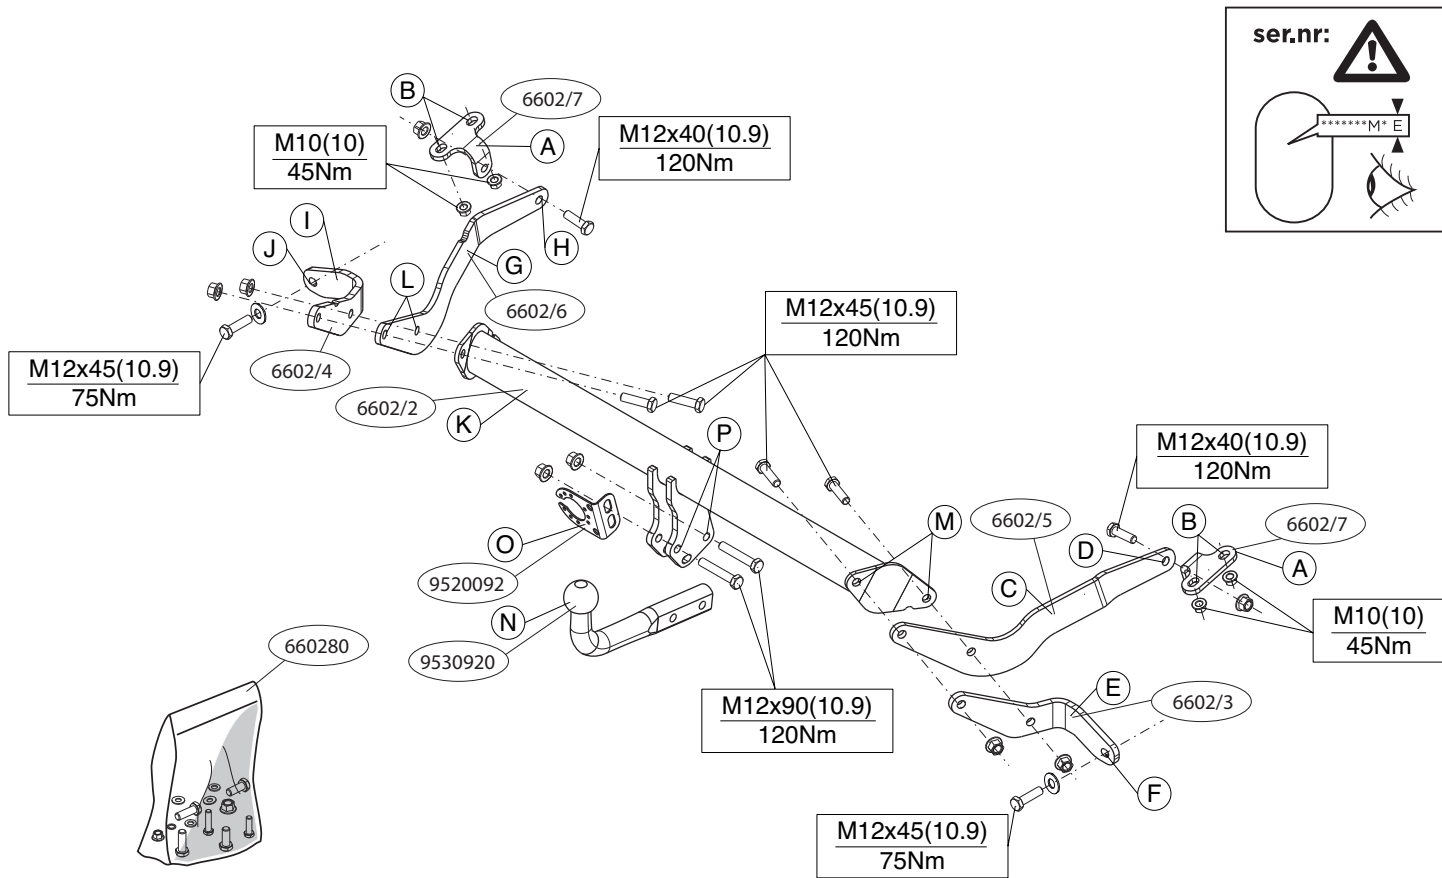 ser.nr:
*******M* E
B
6602/7
A
M10(10)
45Nm
M12x40(10.9)
120Nm
I
J
H
G
L
6602/6
M12x45(10.9)
120Nm
6602/4
M12x45(10.9)
75Nm
6602/2
K
P
M12x40(10.9)
120Nm
M
6602/5
B
6602/7
D
A
O
C
9520092
N
9530920
M10(10)
45Nm
660280
E
6602/3
M12x90(10.9)
120Nm
F
M12x45(10.9)
75Nm